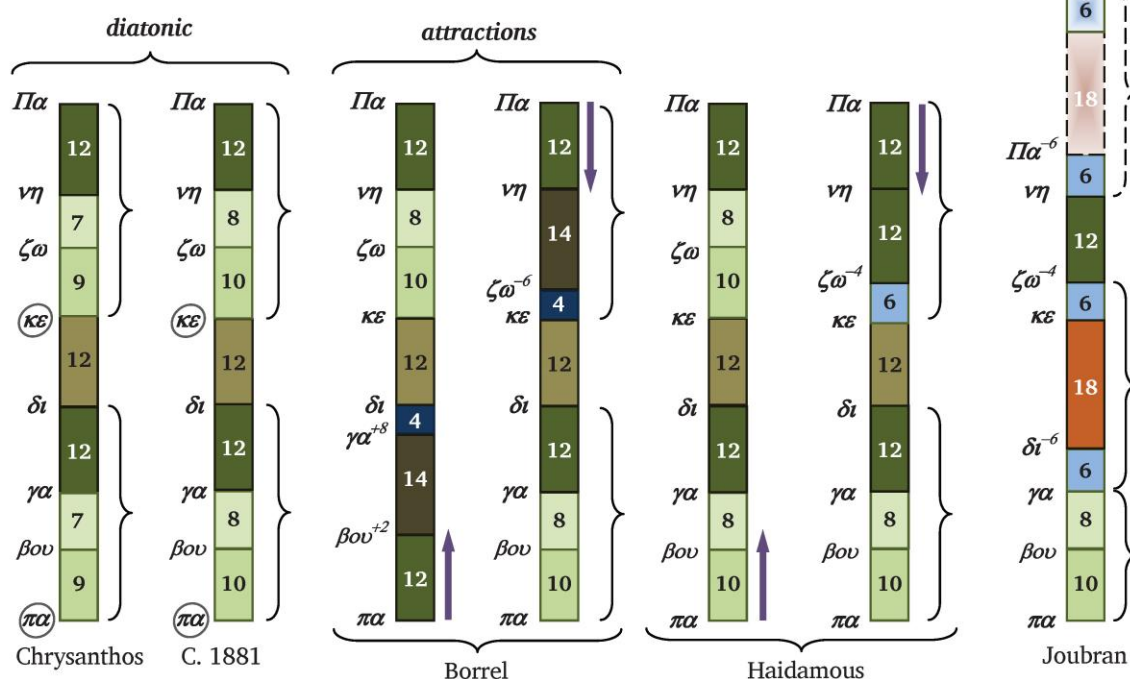 diatonic
Πα
12
νη
7
ζω
9
κε
12
δι
12
γα
7
βου
9
πα
Chrysanthos
Πα
12
νη
8
ζω
10
κε
12
δι
12
γα
8
βου
10
πα
C. 1881
attractions
Πα
12
νη
8
ζω
10
κε
12
δι
4
γα+8
14
βου+2
12
πα
Πα
12
νη
14
ζω−6
4
κε
12
δι
12
γα
8
βου
10
πα
Borrel
Πα
12
νη
8
ζω
10
κε
12
δι
12
γα
8
βου
10
πα
Πα
12
νη
12
ζω−4
6
κε
12
δι
12
γα
8
βου
10
πα
Haidamous
6
18
Πα−6
6
νη
12
ζω−4
6
κε
18
δι−6
6
γα
8
βου
10
πα
Joubran